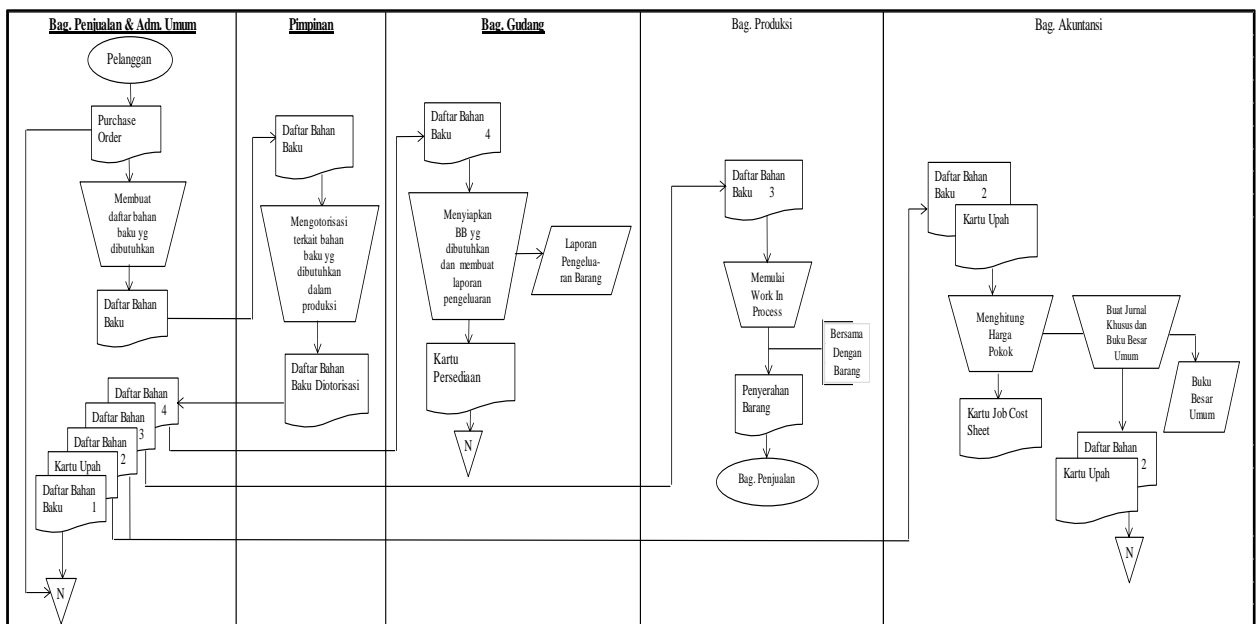 Bag. Penjualan & Adm. Umum
Pelanggan
Purchase
Order
Membuat
daftar bahan
baku yg
dibutuhkan
Daftar Bahan
Baku
Daftar Bahan
4
Daftar Bahan
3
Daftar Bahan
2
Kartu Upah
Daftar Bahan
Baku 1
N
Pimpinan
Daftar Bahan
Baku
Mengotorisasi
terkait bahan
baku yg
dibutuhkan
dalam
produksi
Daftar Bahan
Baku Diotorisasi
Bag. Gudang
Daftar Bahan
Baku 4
Menyiapkan
BB yg
dibutuhkan
dan membuat
laporan
pengeluaran
Laporan
Pengelua-
ran Barang
Kartu
Persediaan
N
Bag. Produksi
Daftar Bahan
Baku 3
Memulai
Work In
Process
Bersama
Dengan
Barang
Penyerahan
Barang
Bag. Penjualan
Bag. Akuntansi
Daftar Bahan
Baku 2
Kartu Upah
Menghitung
Harga
Pokok
Buat Jurnal
Khusus dan
Buku Besar
Umum
Buku
Besar
Umum
Kartu Job Cost
Sheet
Daftar Bahan
2
Kartu Upah
N